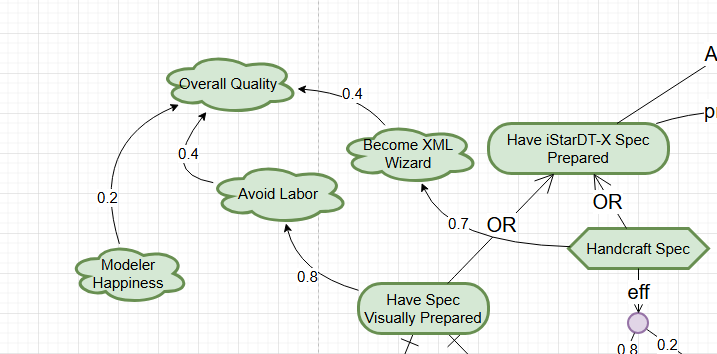 A
Overall Quality
0.4
pr
Become XML
Wizard
Have iStarDT-X Spec
Prepared
0.4
Avoid Labor
0.2
OR
0.7
OR
Handcraft Spec
Modeler
Happiness
0.8
Have Spec
Visually Prepared
eff
0.8
0.2